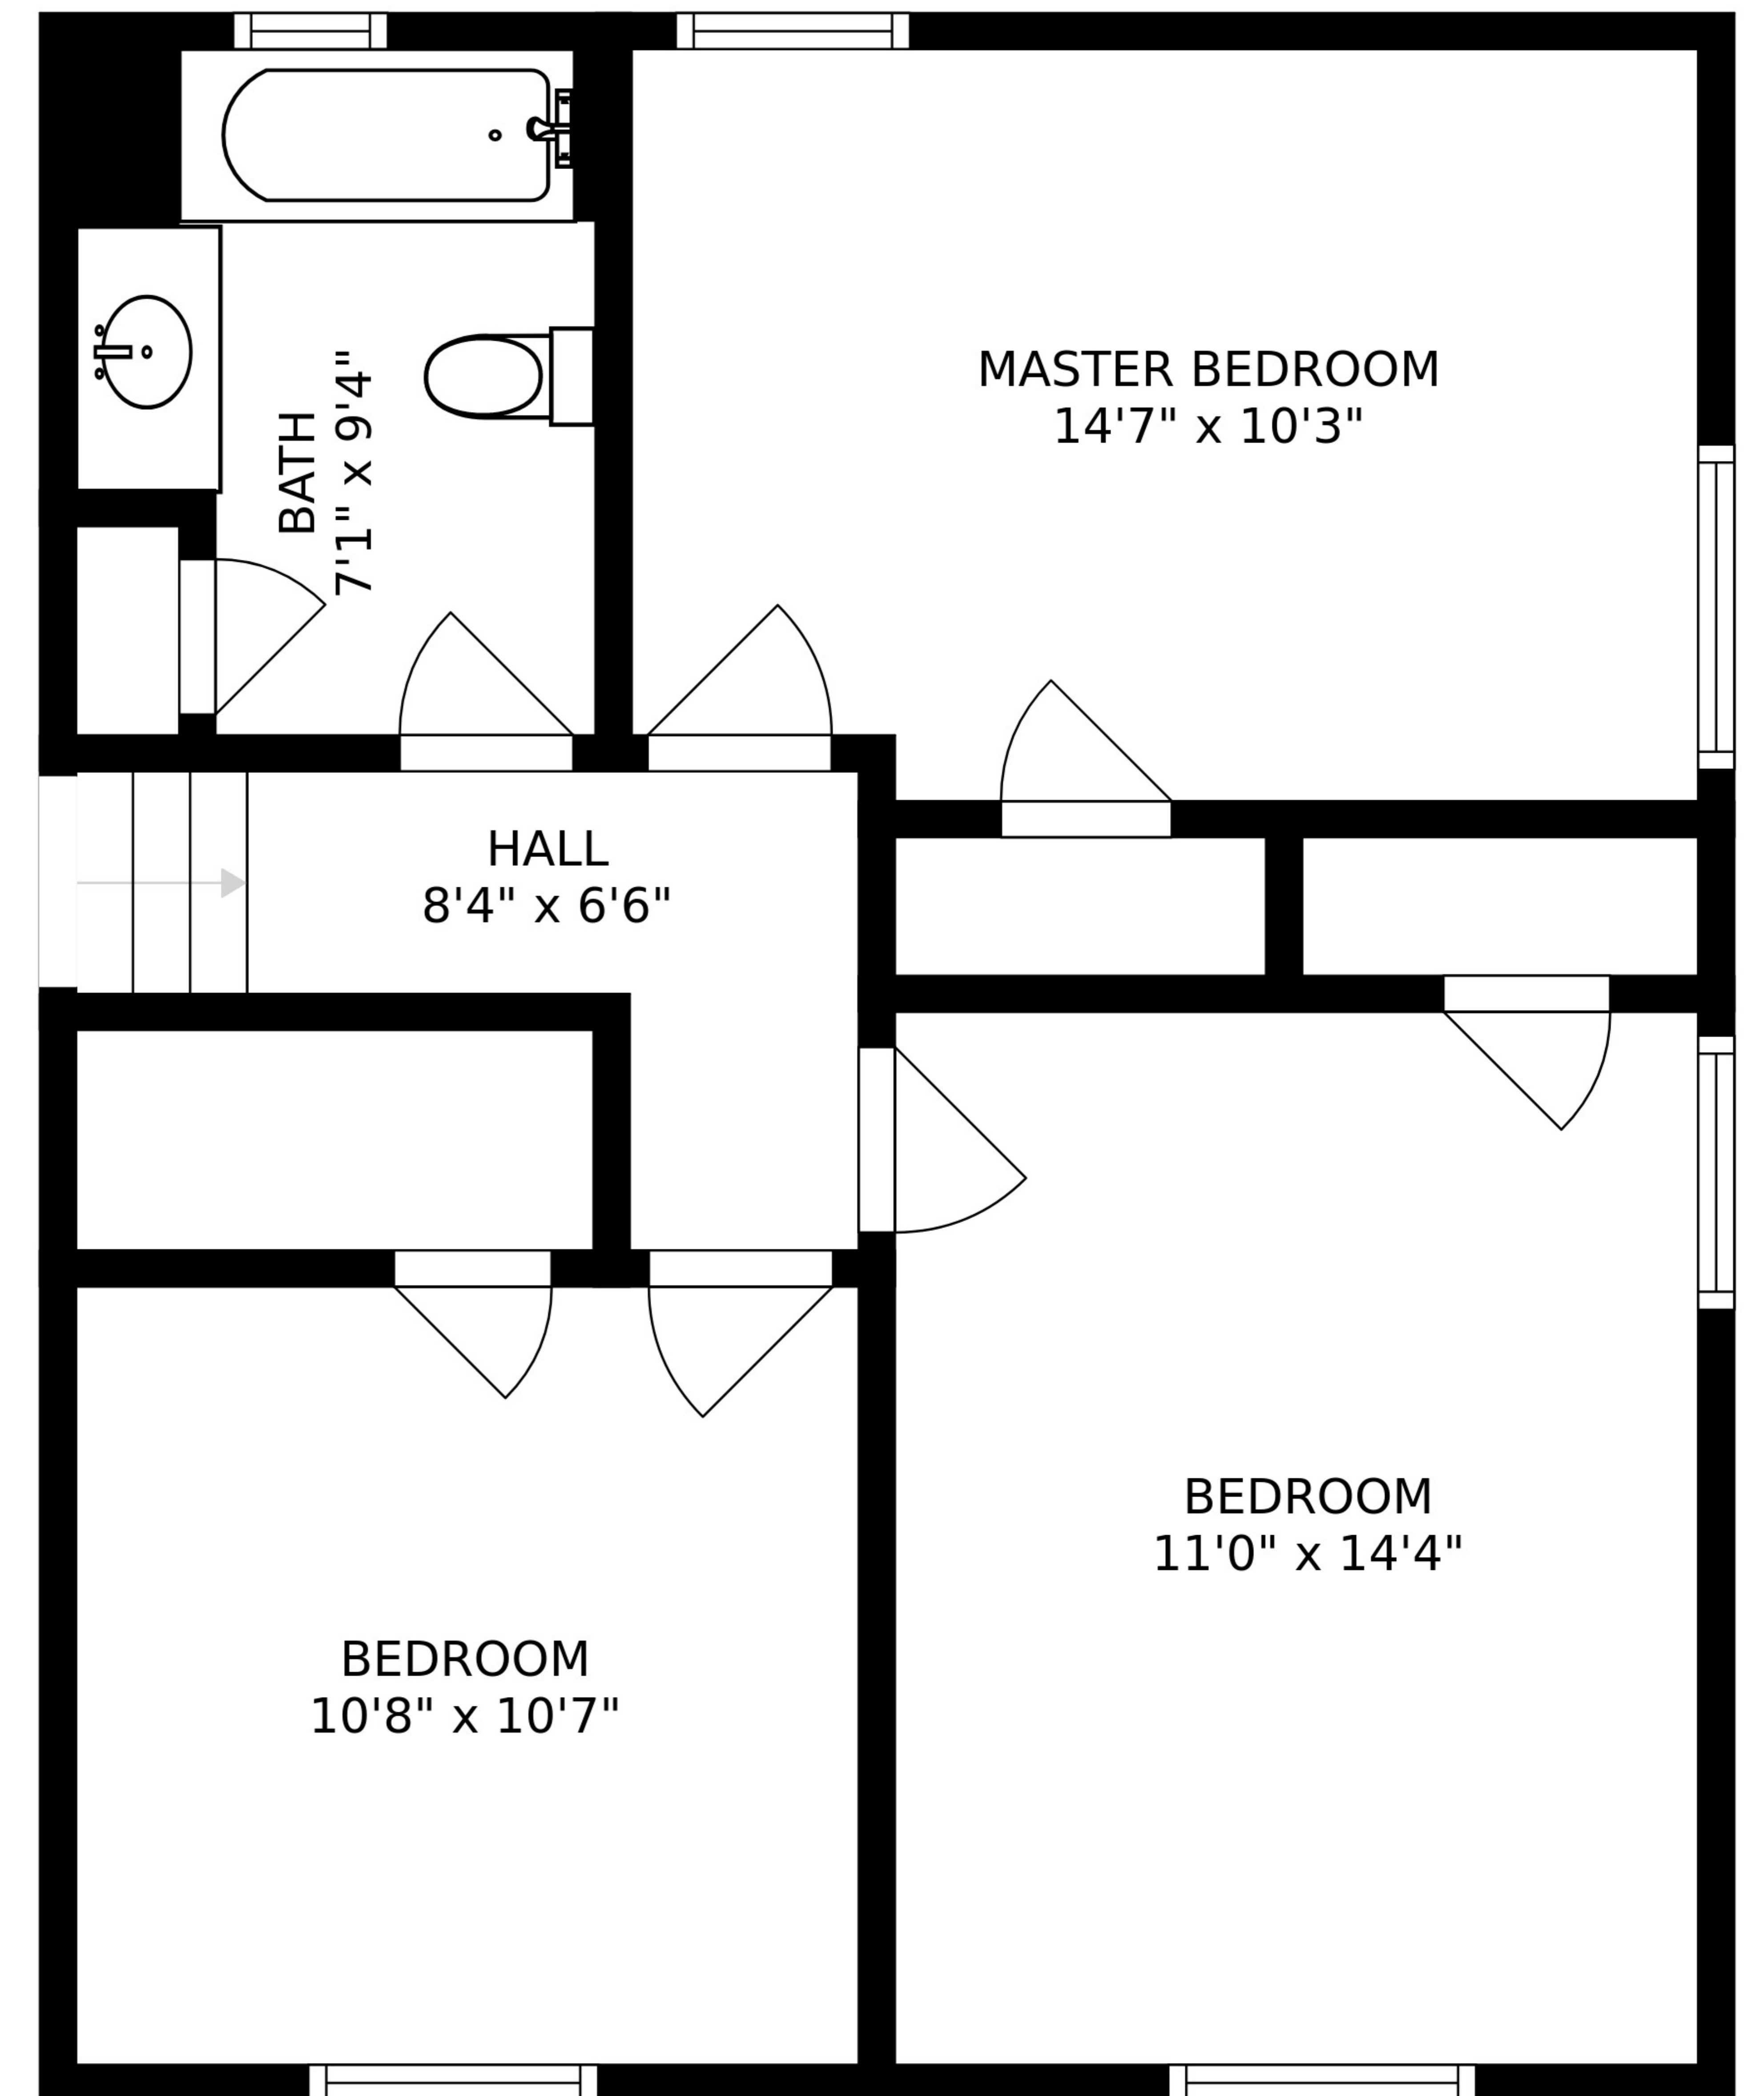 MASTER BEDROOM
14'7" x 10'3"
BATH
7'1" x 9'4"
HALL
8'4" x 6'6"
BEDROOM
11'0" x 14'4"
BEDROOM
10'8" x 10'7"